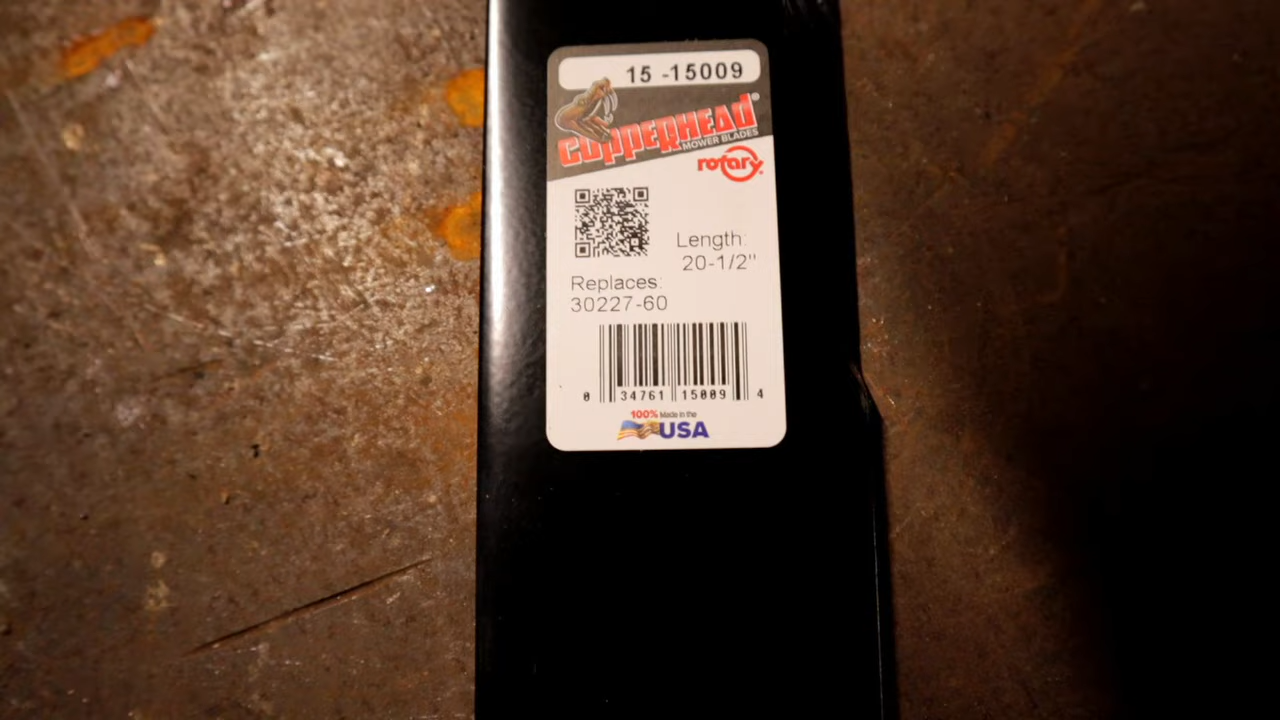 15 -15009
COPPERHEAD®
MOWER BLADES
rotary
Length:
20-1/2"
Replaces:
30227-60
0 34761 15009 4
100% Made in the
USA